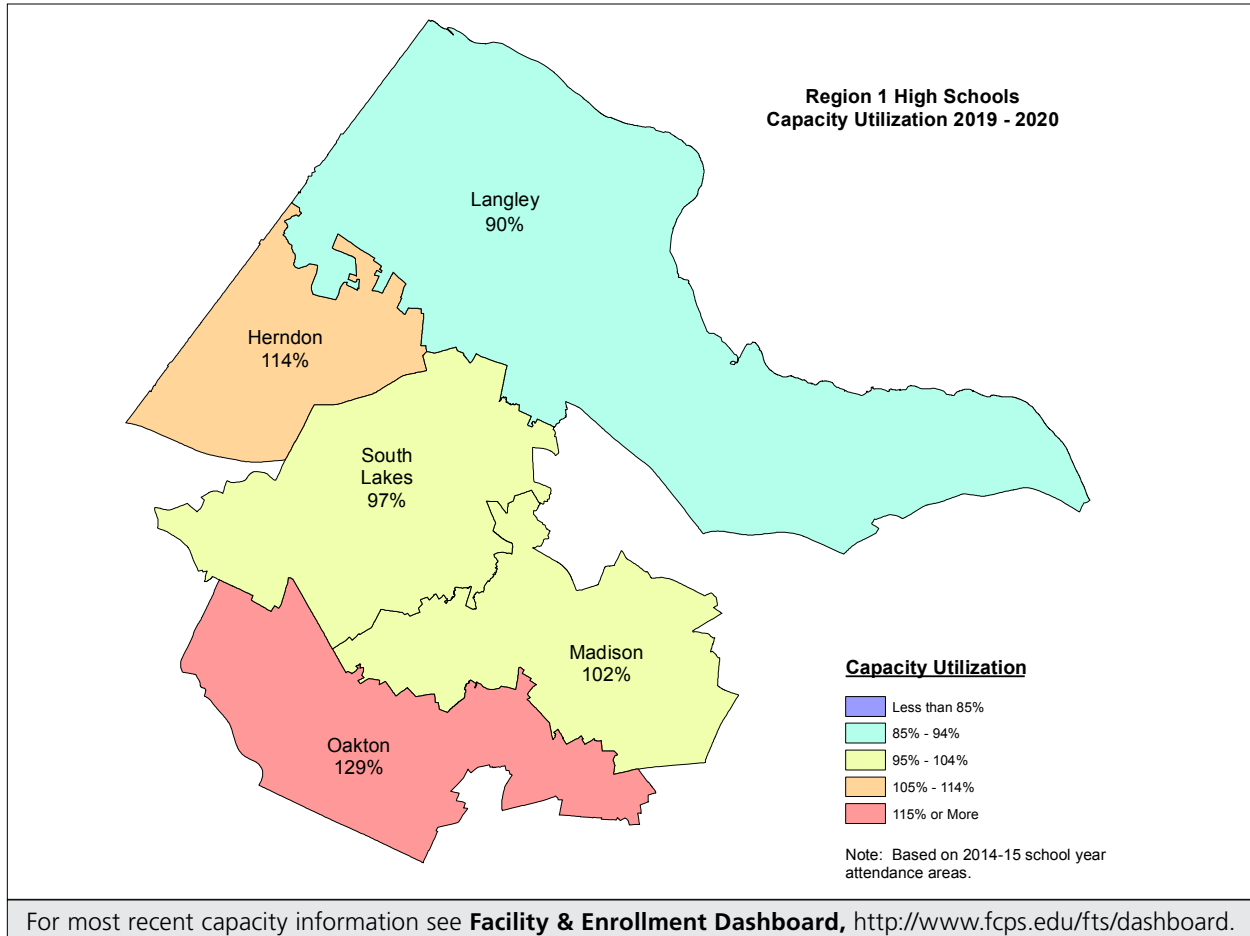 Region 1 High Schools
Capacity Utilization 2019 - 2020
Langley
90%
Herndon
114%
South
Lakes
97%
Madison
102%
Oakton
129%
Capacity Utilization
Less than 85%
85% - 94%
95% - 104%
105% - 114%
115% or More
Note: Based on 2014-15 school year
attendance areas.
For most recent capacity information see Facility & Enrollment Dashboard, http://www.fcps.edu/fts/dashboard.